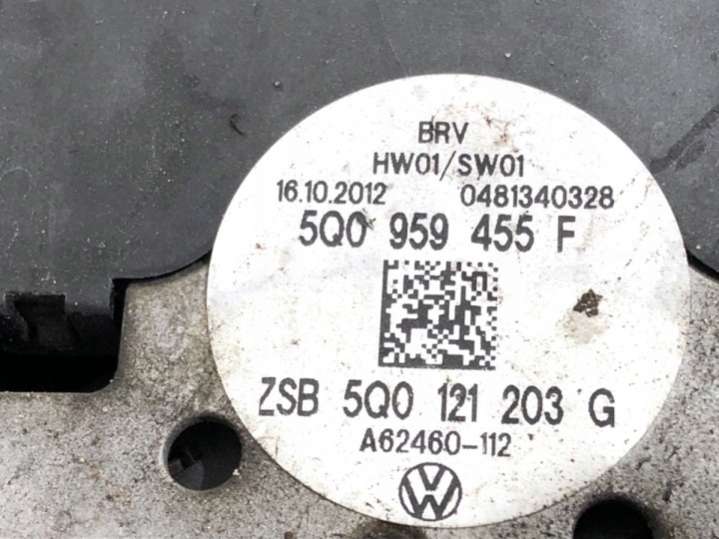 BRV
HW01/SW01
16.10.2012 0481340328
5Q0 959 455 F
ZSB 5Q0 121 203 G
A62460-112
VW